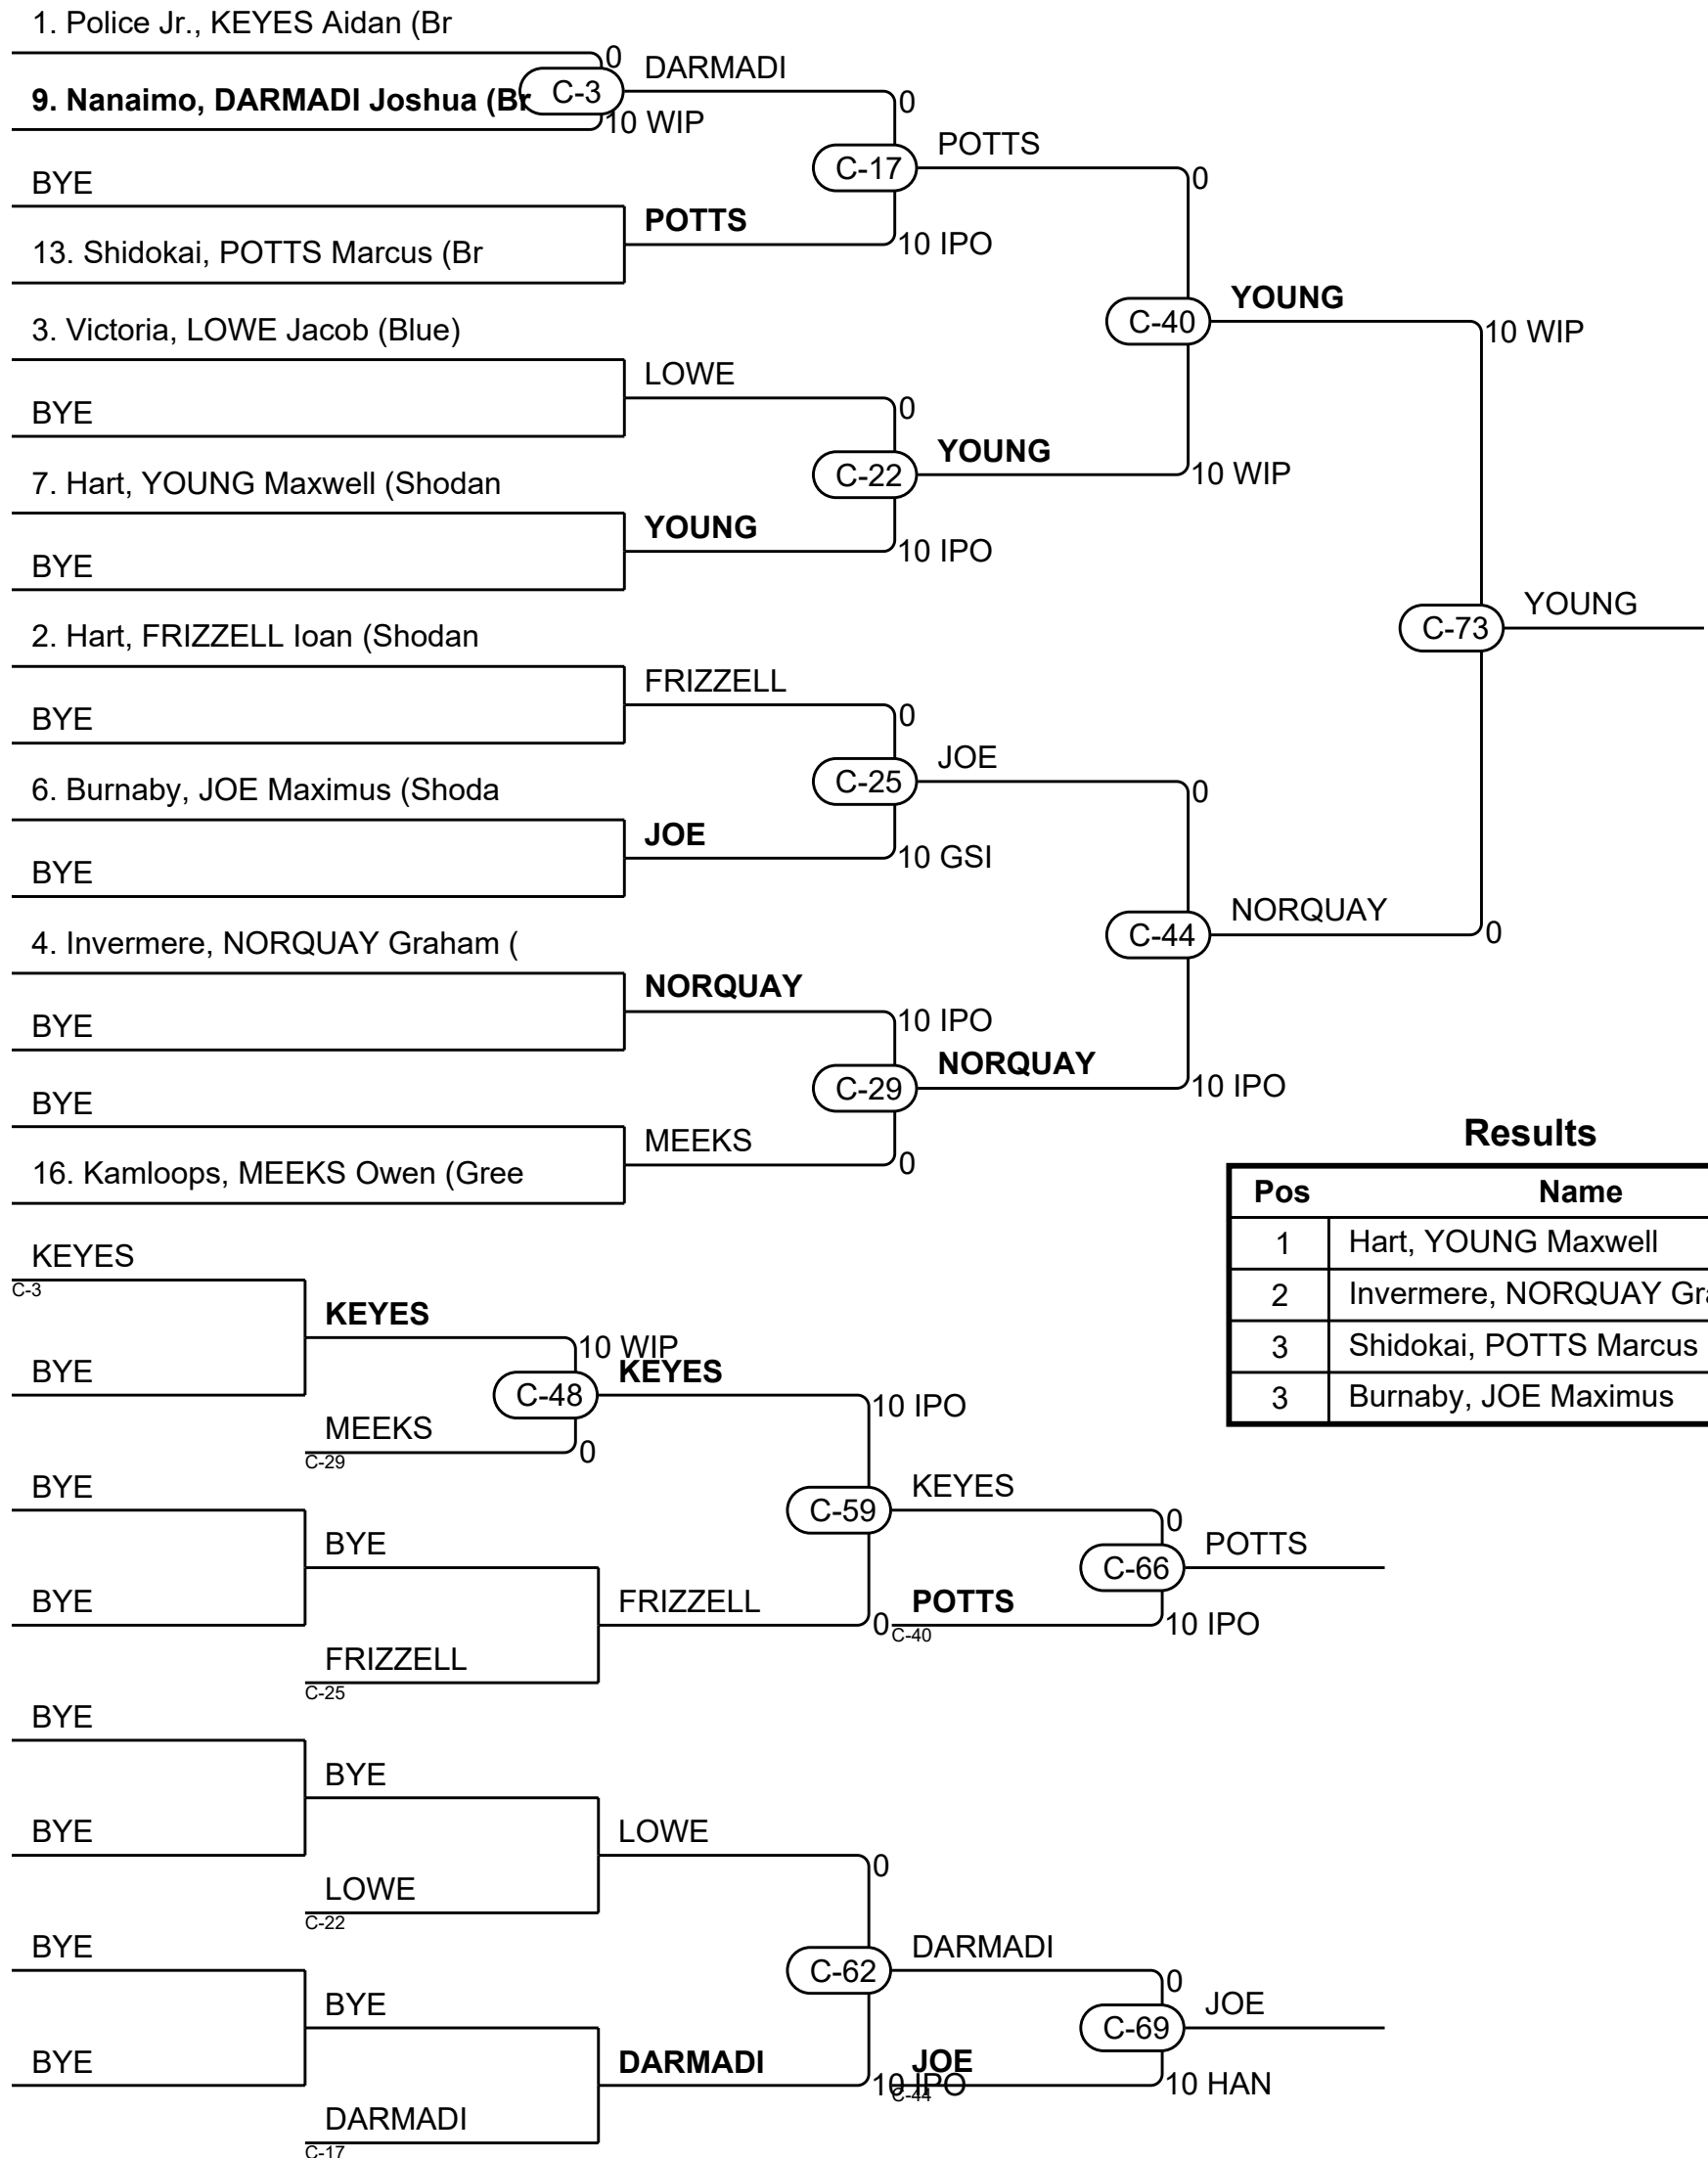 1. Police Jr., KEYES Aidan (Br
0
DARMADI
9. Nanaimo, DARMADI Joshua (Br
C-3
10 WIP
0
POTTS
C-17
0
BYE
POTTS
10 IPO
13. Shidokai, POTTS Marcus (Br
YOUNG
C-40
10 WIP
3. Victoria, LOWE Jacob (Blue)
LOWE
0
BYE
YOUNG
C-22
10 WIP
7. Hart, YOUNG Maxwell (Shodan
YOUNG
10 IPO
BYE
YOUNG
C-73
2. Hart, FRIZZELL Ioan (Shodan
FRIZZELL
0
BYE
JOE
C-25
0
6. Burnaby, JOE Maximus (Shoda
JOE
10 GSI
BYE
NORQUAY
C-44
0
4. Invermere, NORQUAY Graham (
NORQUAY
10 IPO
BYE
NORQUAY
C-29
10 IPO
BYE
MEEKS
0
16. Kamloops, MEEKS Owen (Gree
Results
Pos Name
1 Hart, YOUNG Maxwell
2 Invermere, NORQUAY Gra
3 Shidokai, POTTS Marcus
3 Burnaby, JOE Maximus
KEYES
C-3
KEYES
10 WIP
BYE
KEYES
C-48
10 IPO
MEEKS
C-29
0
BYE
KEYES
C-59
0
BYE
POTTS
C-66
BYE
FRIZZELL
0
POTTS
C-40
10 IPO
FRIZZELL
C-25
BYE
BYE
BYE
LOWE
0
LOWE
C-22
BYE
DARMADI
C-62
0
BYE
JOE
C-69
BYE
DARMADI
10 IPO
JOE
C-44
10 HAN
DARMADI
C-17